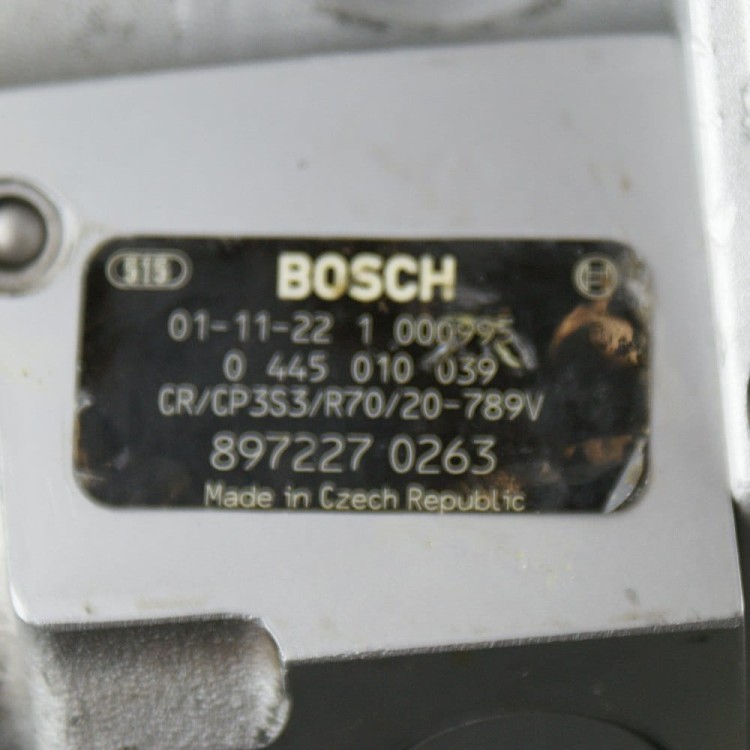 515 BOSCH
01-11-22 1 000995
0 445 010 039
CR/CP3S3/R70/20-789V
897227 0263
Made in Czech Republic